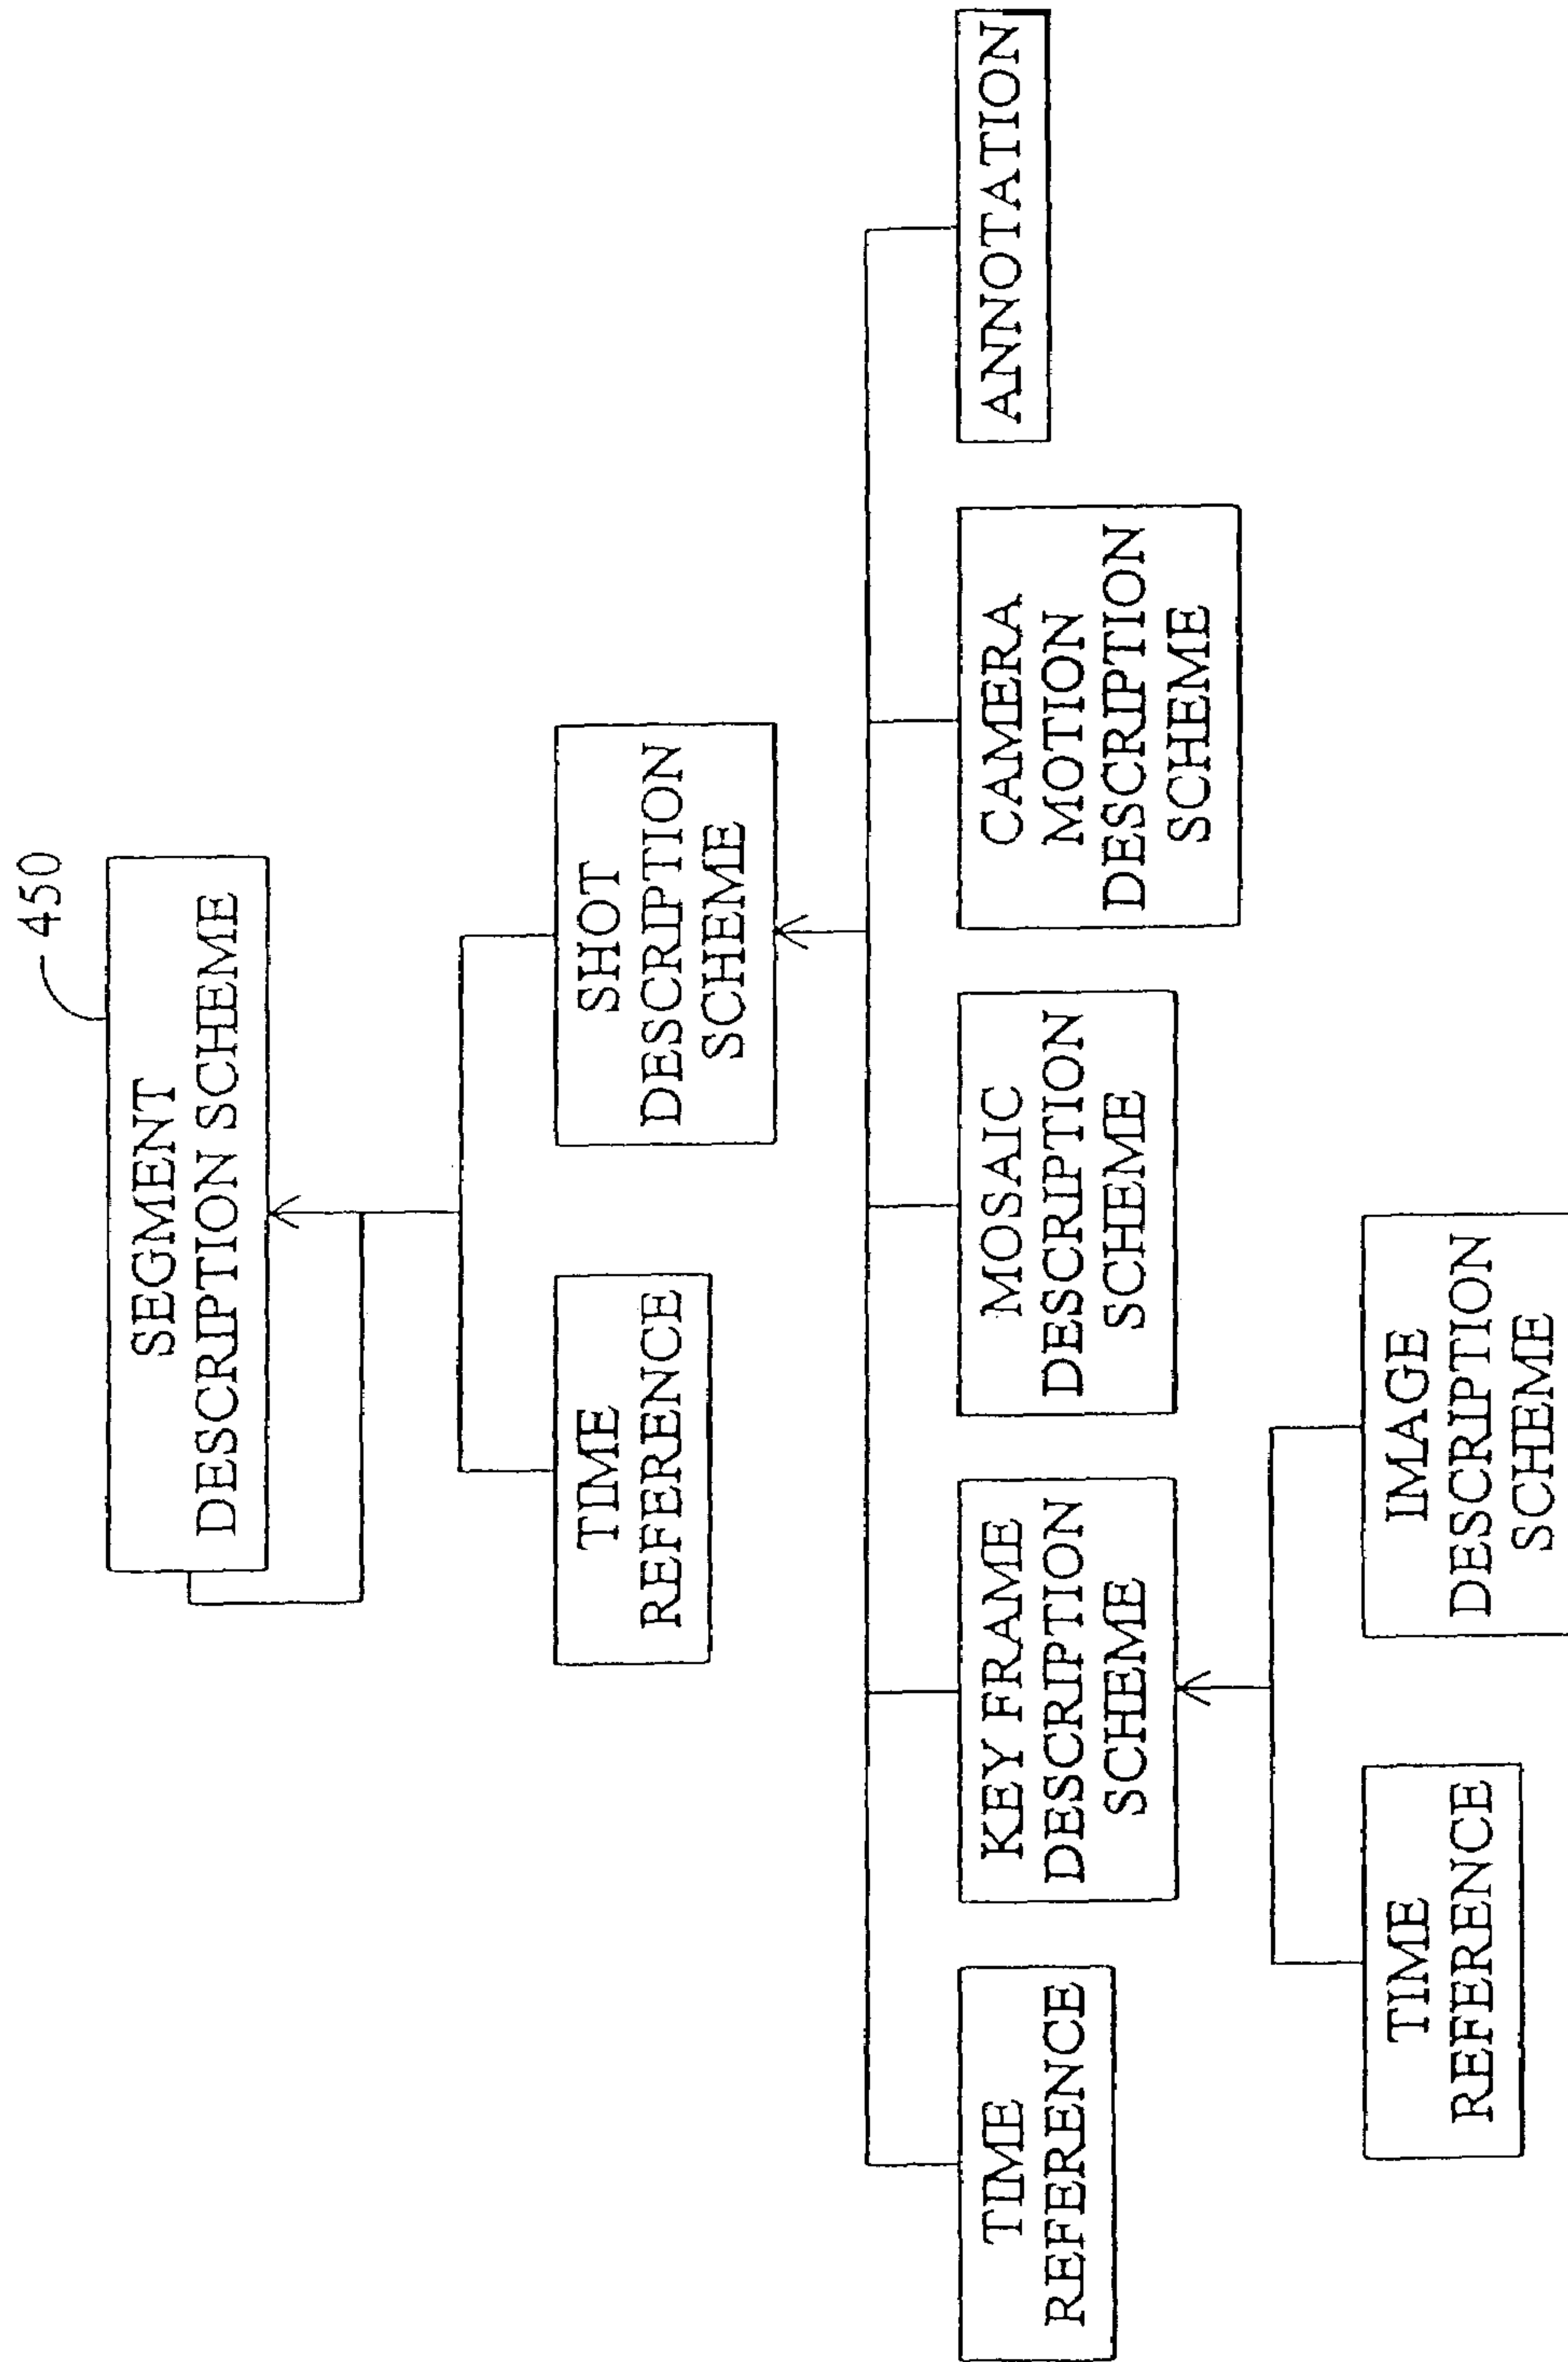 450
SEGMENT
DESCRIPTION SCHEME
TIME
REFERENCE
SHOT
DESCRIPTION
SCHEME
TIME
REFERENCE
KEY FRAME
DESCRIPTION
SCHEME
MOSAIC
DESCRIPTION
SCHEME
CAMERA
MOTION
DESCRIPTION
SCHEME
ANNOTATION
TIME
REFERENCE
IMAGE
DESCRIPTION
SCHEME